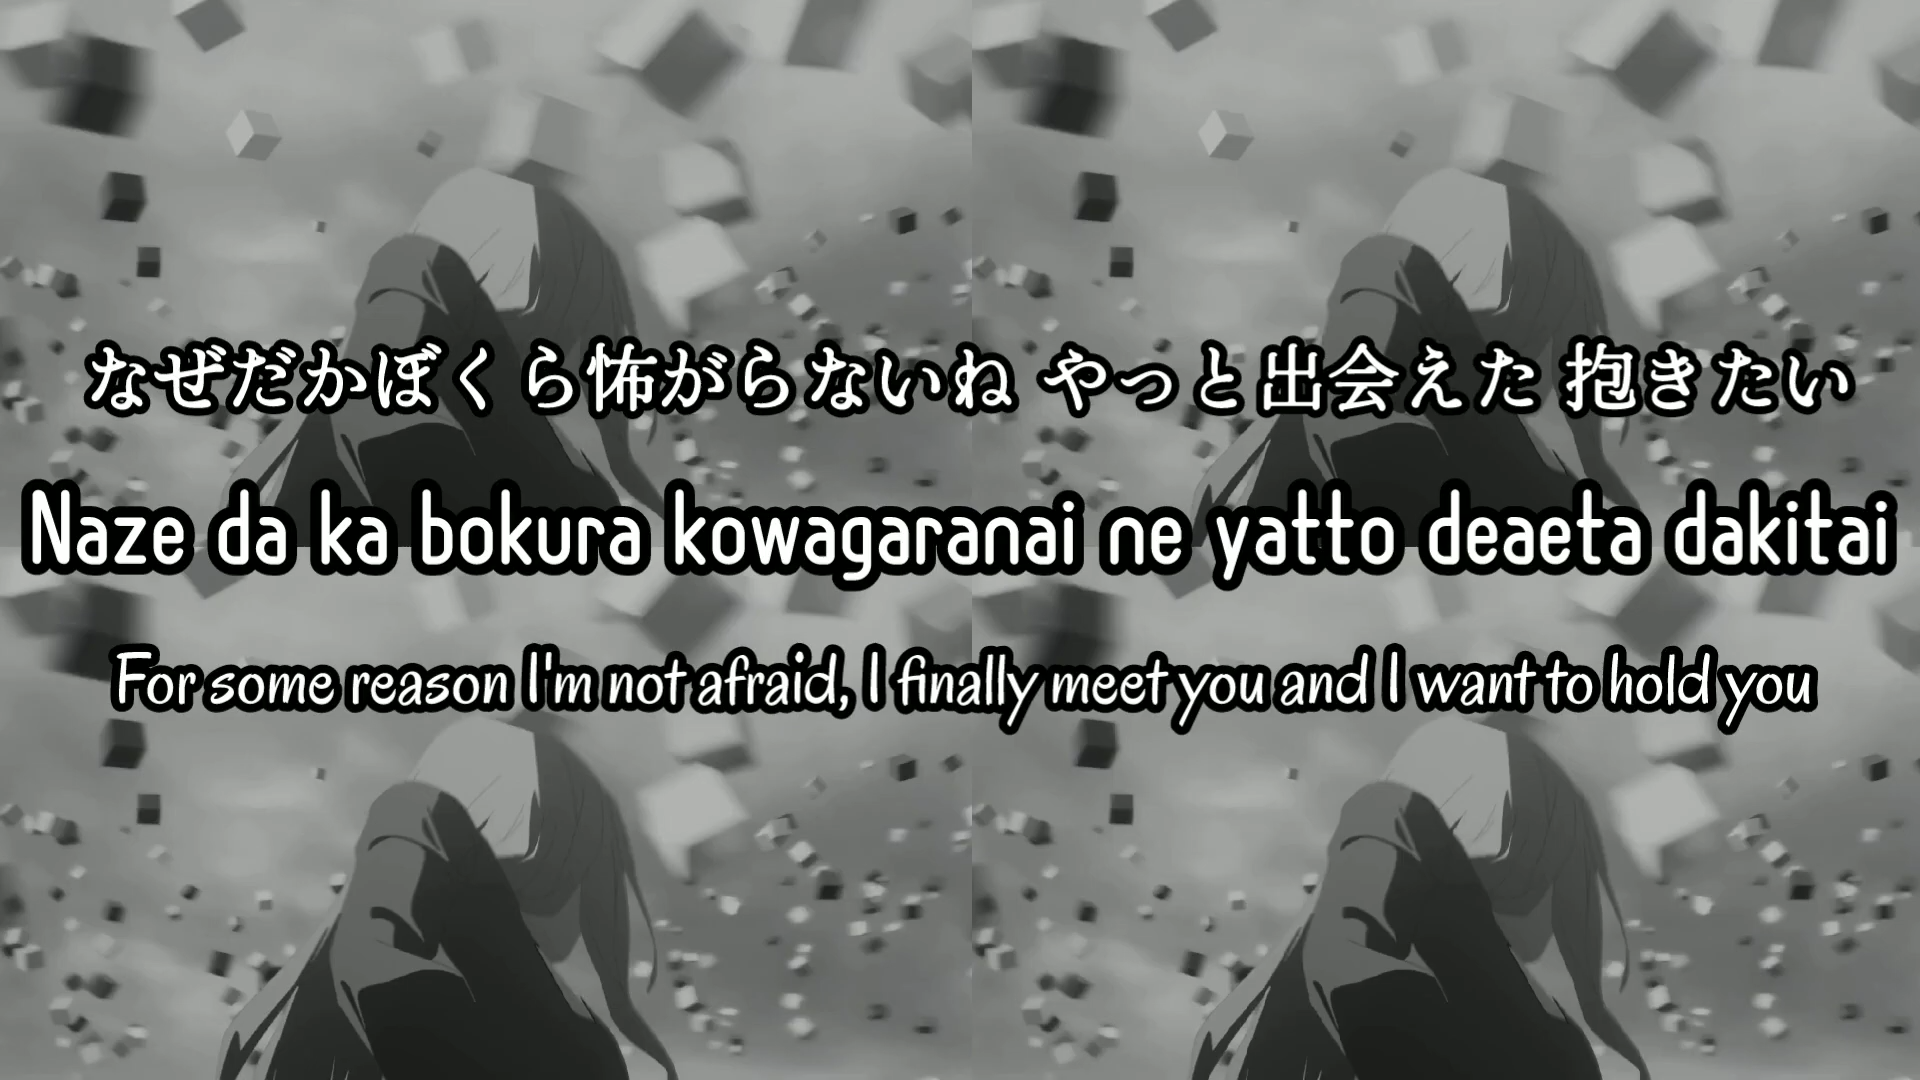 なぜだかぼくら怖がらないね やっと出会えた 抱きたい
Naze da ka bokura kowagaranai ne yatto deaeta dakitai
For some reason I'm not afraid, I finally meet you and I want to hold you